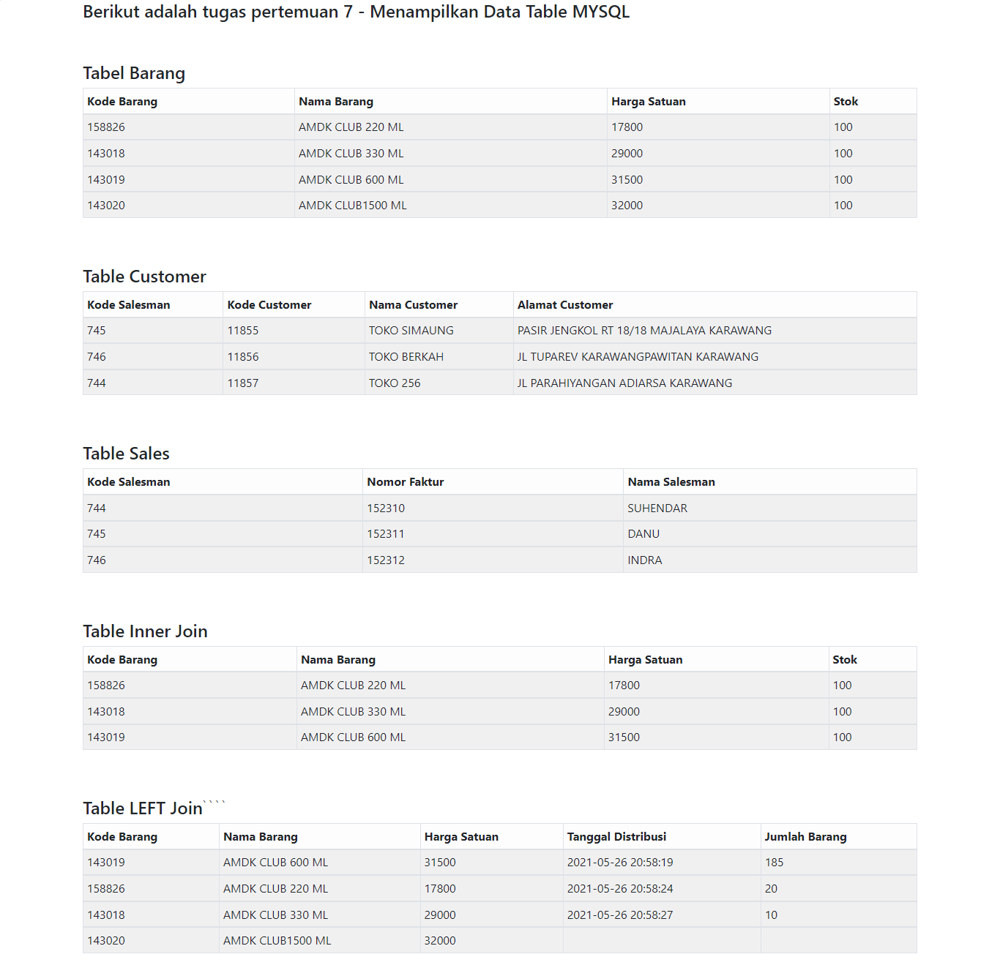 Berikut adalah tugas pertemuan 7 - Menampilkan Data Table MYSQL
Tabel Barang
Kode Barang Nama Barang Harga Satuan Stok
158826 AMDK CLUB 220 ML 17800 100
143018 AMDK CLUB 330 ML 29000 100
143019 AMDK CLUB 600 ML 31500 100
143020 AMDK CLUB1500 ML 32000 100
Table Customer
Kode Salesman Kode Customer Nama Customer Alamat Customer
745 11855 TOKO SIMAUNG PASIR JENGKOL RT 18/18 MAJALAYA KARAWANG
746 11856 TOKO BERKAH JL TUPAREV KARAWANGPAWITAN KARAWANG
744 11857 TOKO 256 JL PARAHIYANGAN ADIARSA KARAWANG
Table Sales
Kode Salesman Nomor Faktur Nama Salesman
744 152310 SUHENDAR
745 152311 DANU
746 152312 INDRA
Table Inner Join
Kode Barang Nama Barang Harga Satuan Stok
158826 AMDK CLUB 220 ML 17800 100
143018 AMDK CLUB 330 ML 29000 100
143019 AMDK CLUB 600 ML 31500 100
Table LEFT Join````
Kode Barang Nama Barang Harga Satuan Tanggal Distribusi Jumlah Barang
143019 AMDK CLUB 600 ML 31500 2021-05-26 20:58:19 185
158826 AMDK CLUB 220 ML 17800 2021-05-26 20:58:24 20
143018 AMDK CLUB 330 ML 29000 2021-05-26 20:58:27 10
143020 AMDK CLUB1500 ML 32000